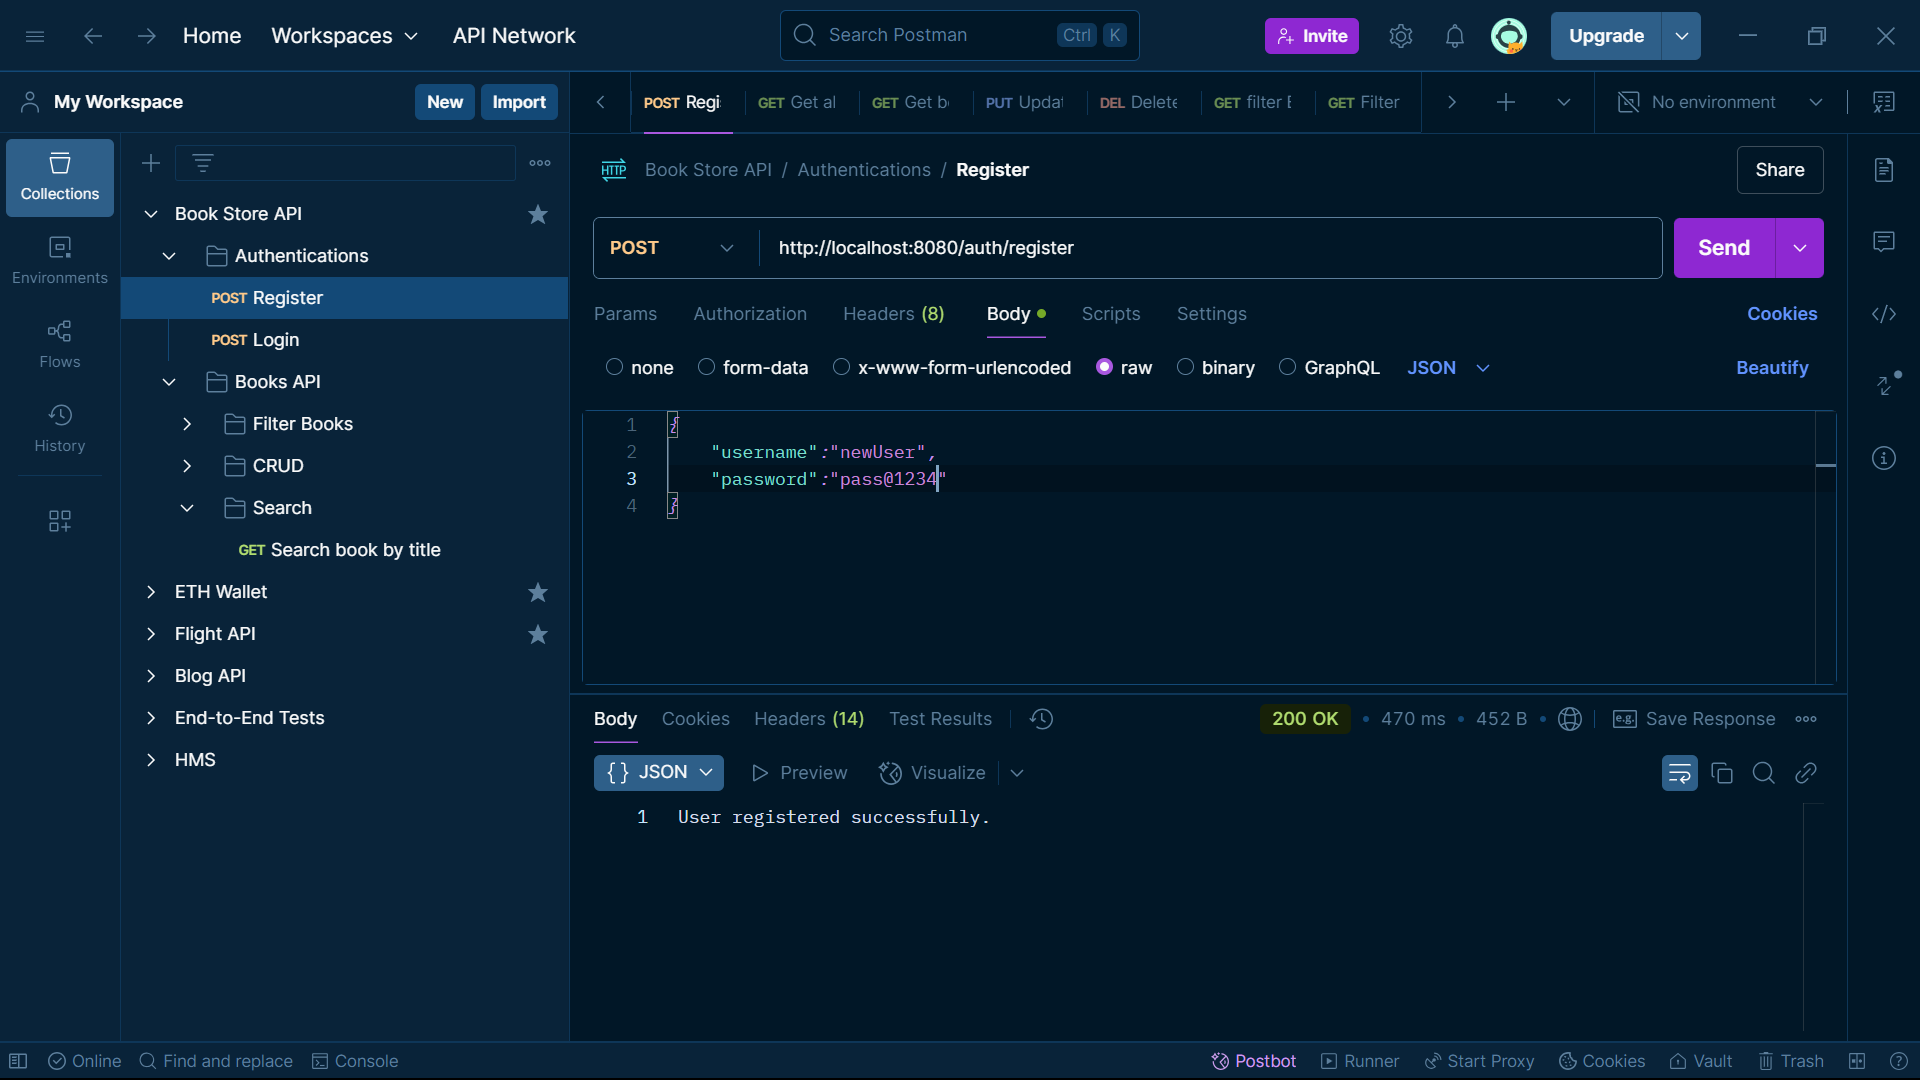 Home Workspaces API Network Search Postman Ctrl K Invite Upgrade
My Workspace New Import
POST Regi GET Get al GET Get b PUT Updat DEL Delete GET filter GET Filter No environment
Collections
Environments
Flows
History
Book Store API
Authentications
POST Register
POST Login
Books API
Filter Books
CRUD
Search
GET Search book by title
ETH Wallet
Flight API
Blog API
End-to-End Tests
HMS
HTTP Book Store API / Authentications / Register Share
POST http://localhost:8080/auth/register Send
Params Authorization Headers (8) Body Scripts Settings Cookies
none form-data x-www-form-urlencoded raw binary GraphQL JSON Beautify
1 {
2 "username":"newUser",
3 "password":"pass@1234"
4 }
Body Cookies Headers (14) Test Results 200 OK • 470 ms • 452 B • e.g. Save Response
{} JSON Preview Visualize
1 User registered successfully.
Online Find and replace Console Postbot Runner Start Proxy Cookies Vault Trash